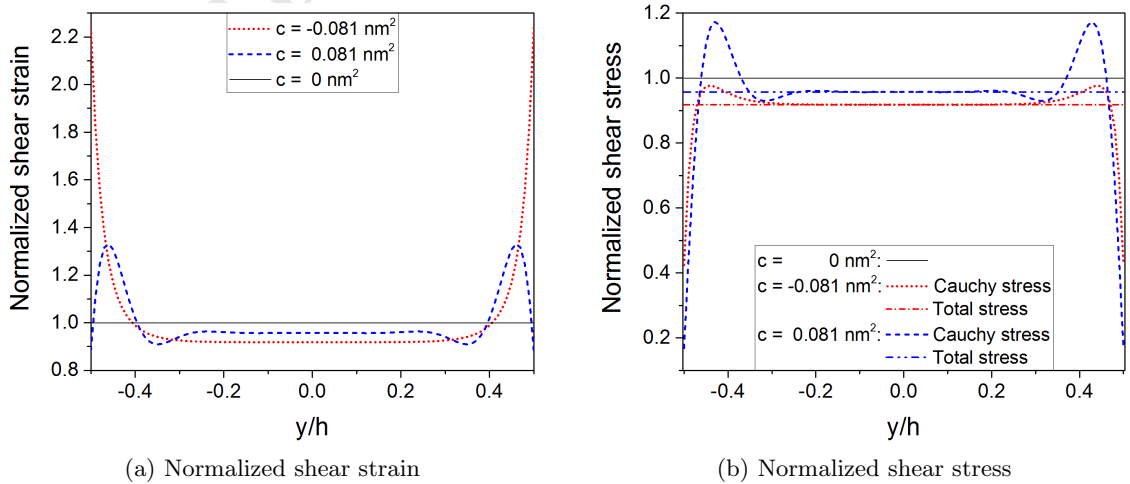 Normalized shear strain
2.2
2.0
1.8
1.6
1.4
1.2
1.0
0.8
c = -0.081 nm²
c = 0.081 nm²
c = 0 nm²
-0.4 -0.2 0.0 0.2 0.4
y/h
(a) Normalized shear strain
Normalized shear stress
1.2
1.0
0.8
0.6
0.4
0.2
c = 0 nm²:
c = -0.081 nm²: Cauchy stress
Total stress
c = 0.081 nm²: Cauchy stress
Total stress
-0.4 -0.2 0.0 0.2 0.4
y/h
(b) Normalized shear stress